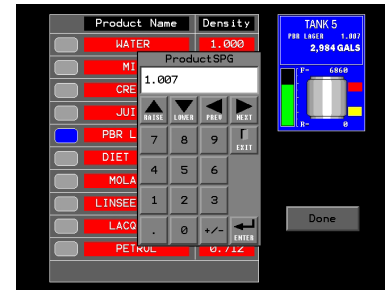 Product Name Density
WATER 1.000
MI
CRE
JUI
PBR L
DIET
MOLA
LINSEE
LACQ
PETROL 0.712
ProductSPG
1.007
RAISE LOWER PREV NEXT
7 8 9 EXIT
4 5 6
1 2 3
. 0 +/- ENTER
TANK 5
PBR LAGER 1.007
2,984 GALS
F- 6860
R- 0
Done